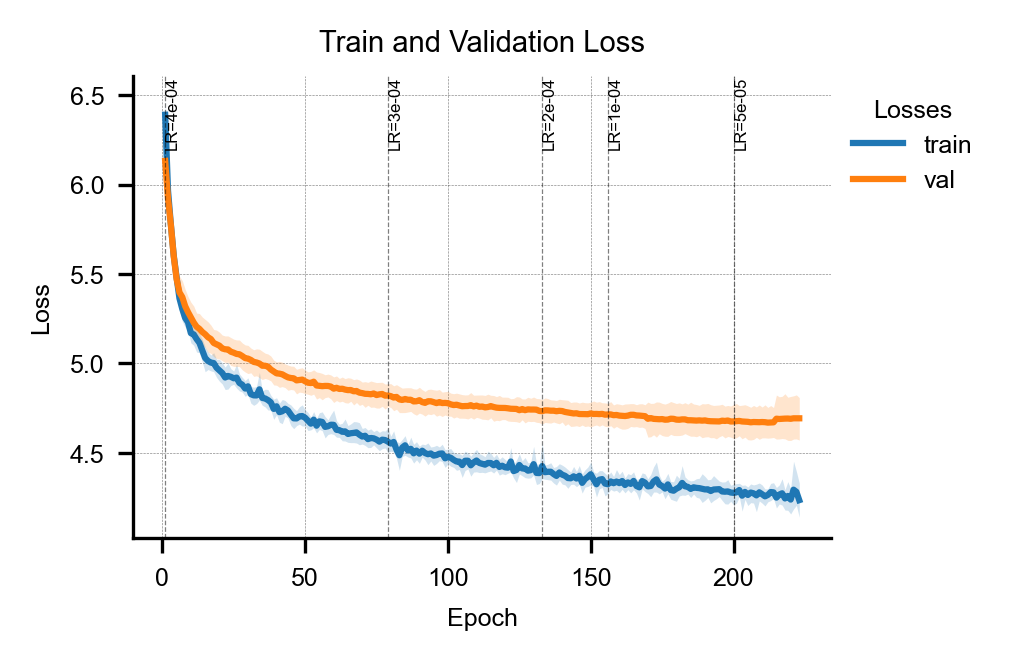 Train and Validation Loss
LR=4e-04
LR=3e-04
LR=2e-04
LR=1e-04
LR=5e-05
Losses
train
val
Loss
6.5
6.0
5.5
5.0
4.5
0
50
100
150
200
Epoch